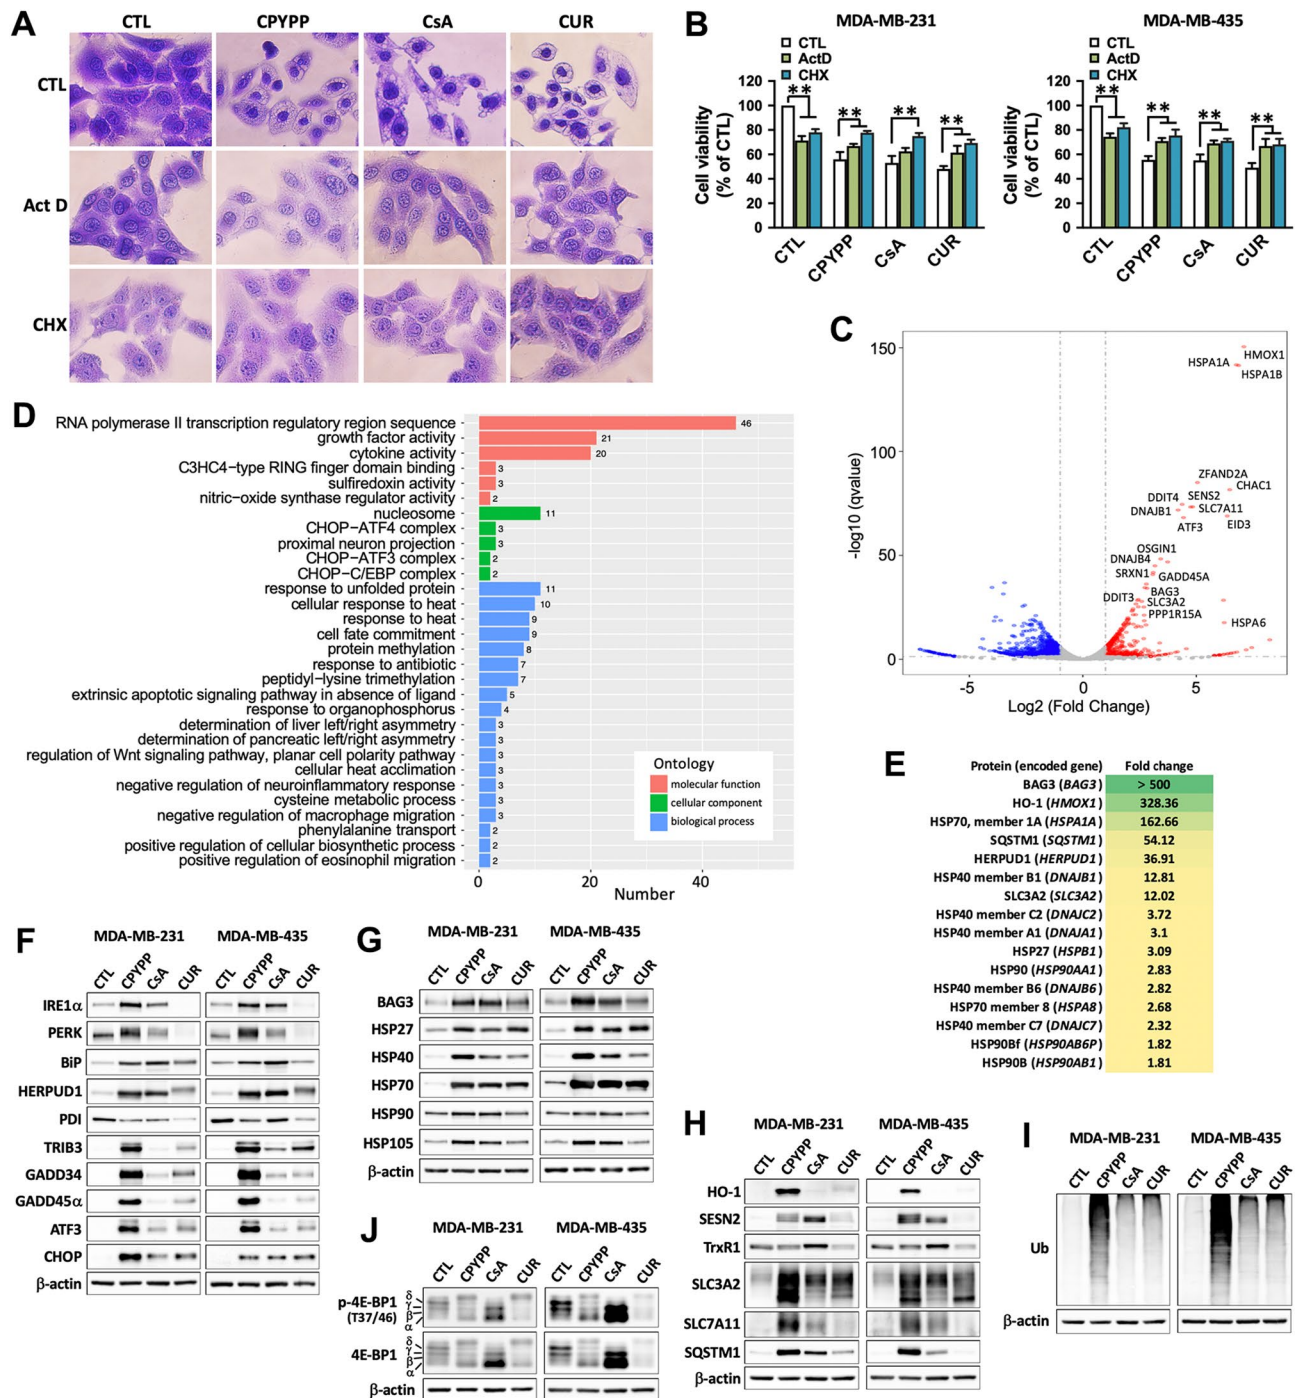 A
CTL CPYPP CsA CUR
CTL
Act D
CHX
B
MDA-MB-231
CTL
ActD
CHX
Cell viability
(% of CTL)
120
100
80
60
40
20
0
**
**
**
**
CTL CPYPP CsA CUR
MDA-MB-435
CTL
ActD
CHX
Cell viability
(% of CTL)
120
100
80
60
40
20
0
**
**
**
**
CTL CPYPP CsA CUR
C
-log10 (qvalue)
150
100
50
0
HMOX1
HSPA1A
HSPA1B
ZFAND2A
CHAC1
DDIT4
SENS2
DNAJB1
SLC7A11
ATF3
EID3
OSGIN1
DNAJB4
SRXN1
GADD45A
BAG3
DDIT3
SLC3A2
PPP1R15A
HSPA6
-5 0 5
Log2 (Fold Change)
D
RNA polymerase II transcription regulatory region sequence 46
growth factor activity 21
cytokine activity 20
C3HC4−type RING finger domain binding 3
sulfiredoxin activity 3
nitric−oxide synthase regulator activity 2
nucleosome 11
CHOP−ATF4 complex 3
proximal neuron projection 3
CHOP−ATF3 complex 2
CHOP−C/EBP complex 2
response to unfolded protein 11
cellular response to heat 10
response to heat 9
cell fate commitment 9
protein methylation 8
response to antibiotic 7
peptidyl−lysine trimethylation 7
extrinsic apoptotic signaling pathway in absence of ligand 5
response to organophosphorus 4
determination of liver left/right asymmetry 3
determination of pancreatic left/right asymmetry 3
regulation of Wnt signaling pathway, planar cell polarity pathway 3
cellular heat acclimation 3
negative regulation of neuroinflammatory response 3
cysteine metabolic process 3
negative regulation of macrophage migration 3
phenylalanine transport 2
positive regulation of cellular biosynthetic process 2
positive regulation of eosinophil migration 2
Ontology
molecular function
cellular component
biological process
0 20 40
Number
E
Protein (encoded gene) Fold change
BAG3 (BAG3) > 500
HO-1 (HMOX1) 328.36
HSP70, member 1A (HSPA1A) 162.66
SQSTM1 (SQSTM1) 54.12
HERPUD1 (HERPUD1) 36.91
HSP40 member B1 (DNAJB1) 12.81
SLC3A2 (SLC3A2) 12.02
HSP40 member C2 (DNAJC2) 3.72
HSP40 member A1 (DNAJA1) 3.1
HSP27 (HSPB1) 3.09
HSP90 (HSP90AA1) 2.83
HSP40 member B6 (DNAJB6) 2.82
HSP70 member 8 (HSPA8) 2.68
HSP40 member C7 (DNAJC7) 2.32
HSP90Bf (HSP90AB6P) 1.82
HSP90B (HSP90AB1) 1.81
F
MDA-MB-231 MDA-MB-435
CTL CPYPP CsA CUR CTL CPYPP CsA CUR
IRE1α
PERK
BiP
HERPUD1
PDI
TRIB3
GADD34
GADD45α
ATF3
CHOP
β-actin
G
MDA-MB-231 MDA-MB-435
CTL CPYPP CsA CUR CTL CPYPP CsA CUR
BAG3
HSP27
HSP40
HSP70
HSP90
HSP105
β-actin
H
MDA-MB-231 MDA-MB-435
CTL CPYPP CsA CUR CTL CPYPP CsA CUR
HO-1
SESN2
TrxR1
SLC3A2
SLC7A11
SQSTM1
β-actin
I
MDA-MB-231 MDA-MB-435
CTL CPYPP CsA CUR CTL CPYPP CsA CUR
Ub
β-actin
J
MDA-MB-231 MDA-MB-435
CTL CPYPP CsA CUR CTL CPYPP CsA CUR
p-4E-BP1
(T37/46)
δ
γ
β
α
δ
γ
β
α
4E-BP1
δ
γ
β
α
δ
γ
β
α
β-actin